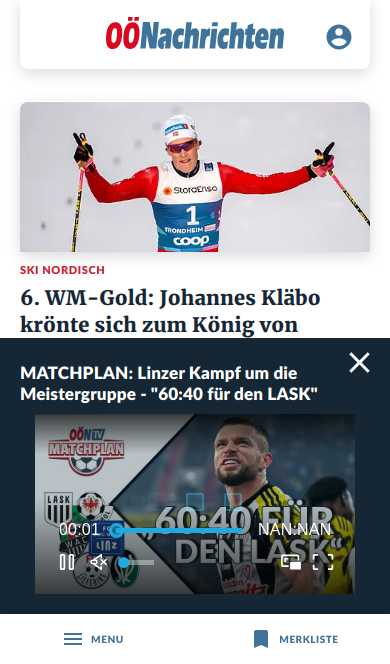 OÖNachrichten
StoraEnso
1
TRONDHEIM
coop
SKI NORDISCH
6. WM-Gold: Johannes Kläbo
krönte sich zum König von
MATCHPLAN: Linzer Kampf um die
Meistergruppe - "60:40 für den LASK"
OÖN TV
MATCHPLAN
LASK
WAC
LINZ
„60:40 FÜR
DEN LASK“
00:01
NAN:NAN
MENU
MERKLISTE